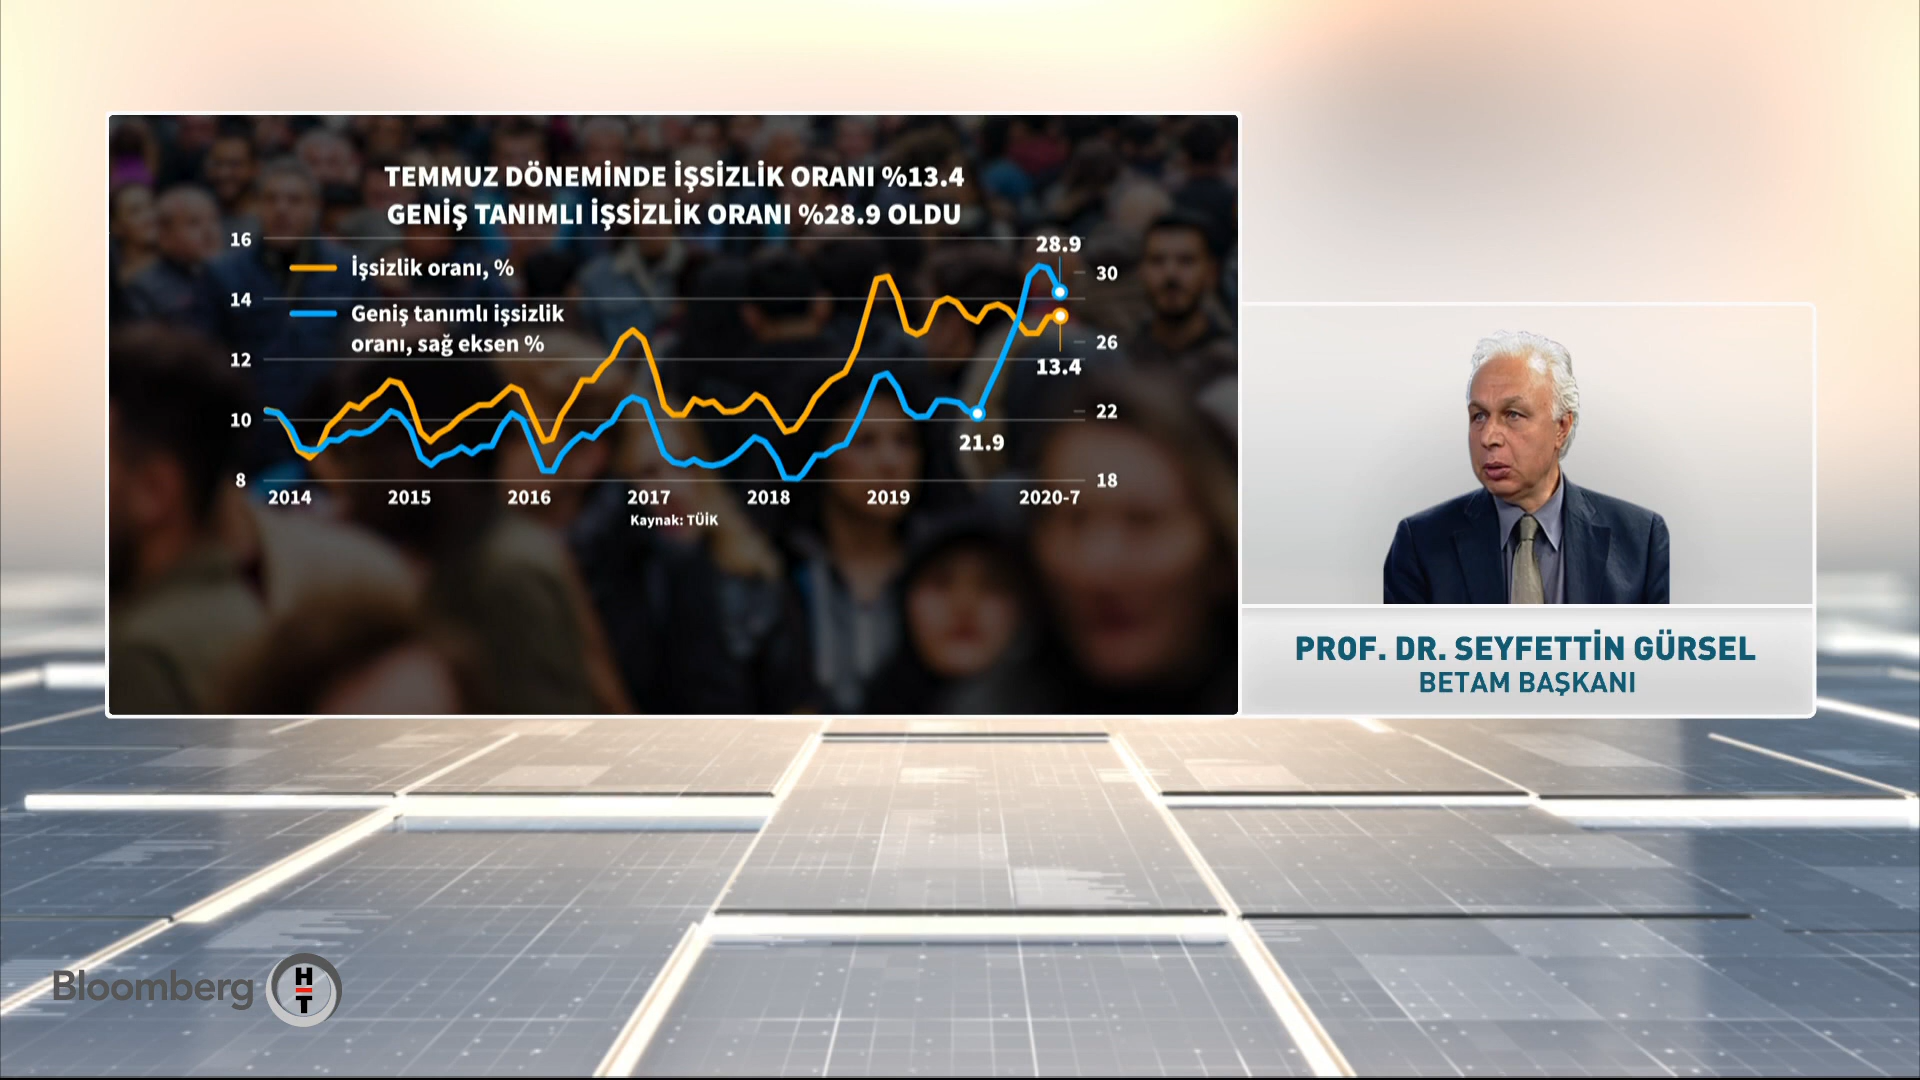 TEMMUZ DÖNEMİNDE İŞSİZLİK ORANI %13.4
GENİŞ TANIMLI İŞSİZLİK ORANI %28.9 OLDU
16
14
12
10
8
İşsizlik oranı, %
Geniş tanımlı işsizlik
oranı, sağ eksen %
28.9
13.4
21.9
30
26
22
18
2014 2015 2016 2017 2018 2019 2020-7
Kaynak: TÜİK
PROF. DR. SEYFETTİN GÜRSEL
BETAM BAŞKANI
Bloomberg HT